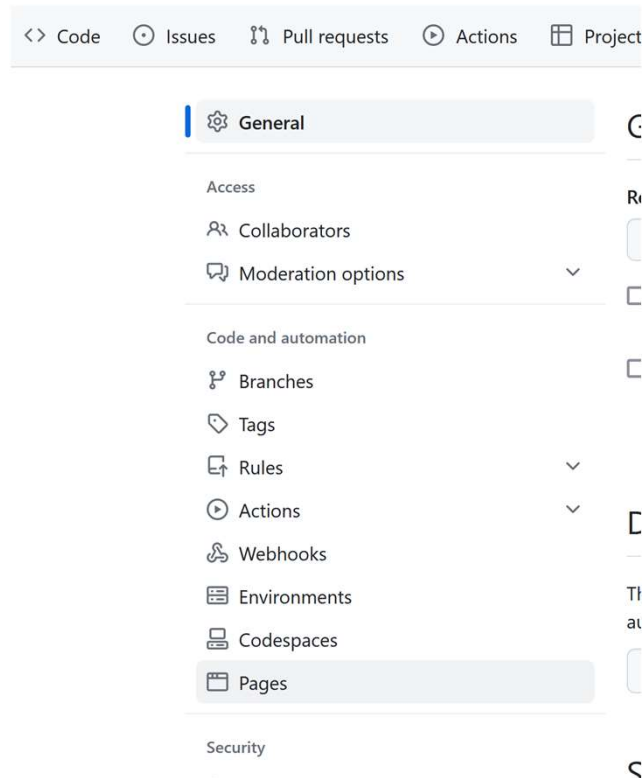 Code Issues Pull requests Actions Project
General
Access
Collaborators
Moderation options
Code and automation
Branches
Tags
Rules
Actions
Webhooks
Environments
Codespaces
Pages
Security